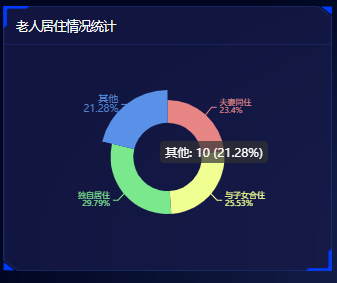 老人居住情况统计
其他
21.28%
夫妻同住
23.4%
其他: 10 (21.28%)
独自居住
29.79%
与子女合住
25.53%